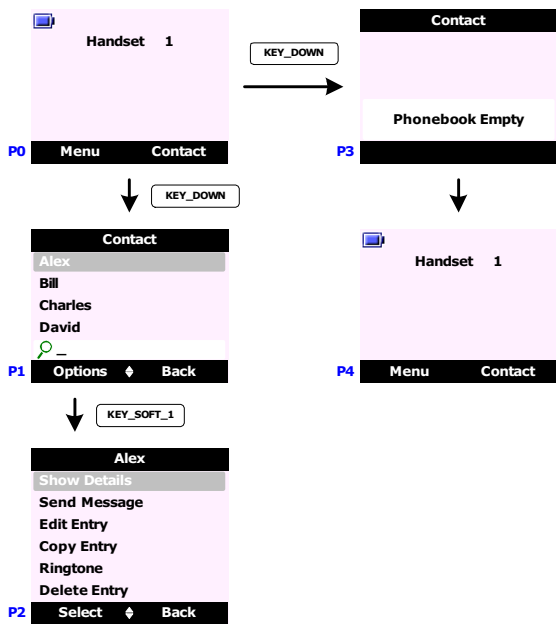 Handset 1
P0 Menu Contact
KEY_DOWN
Contact
Phonebook Empty
P3
KEY_DOWN
Contact
Alex
Bill
Charles
David
_
P1 Options Back
Handset 1
P4 Menu Contact
KEY_SOFT_1
Alex
Show Details
Send Message
Edit Entry
Copy Entry
Ringtone
Delete Entry
P2 Select Back